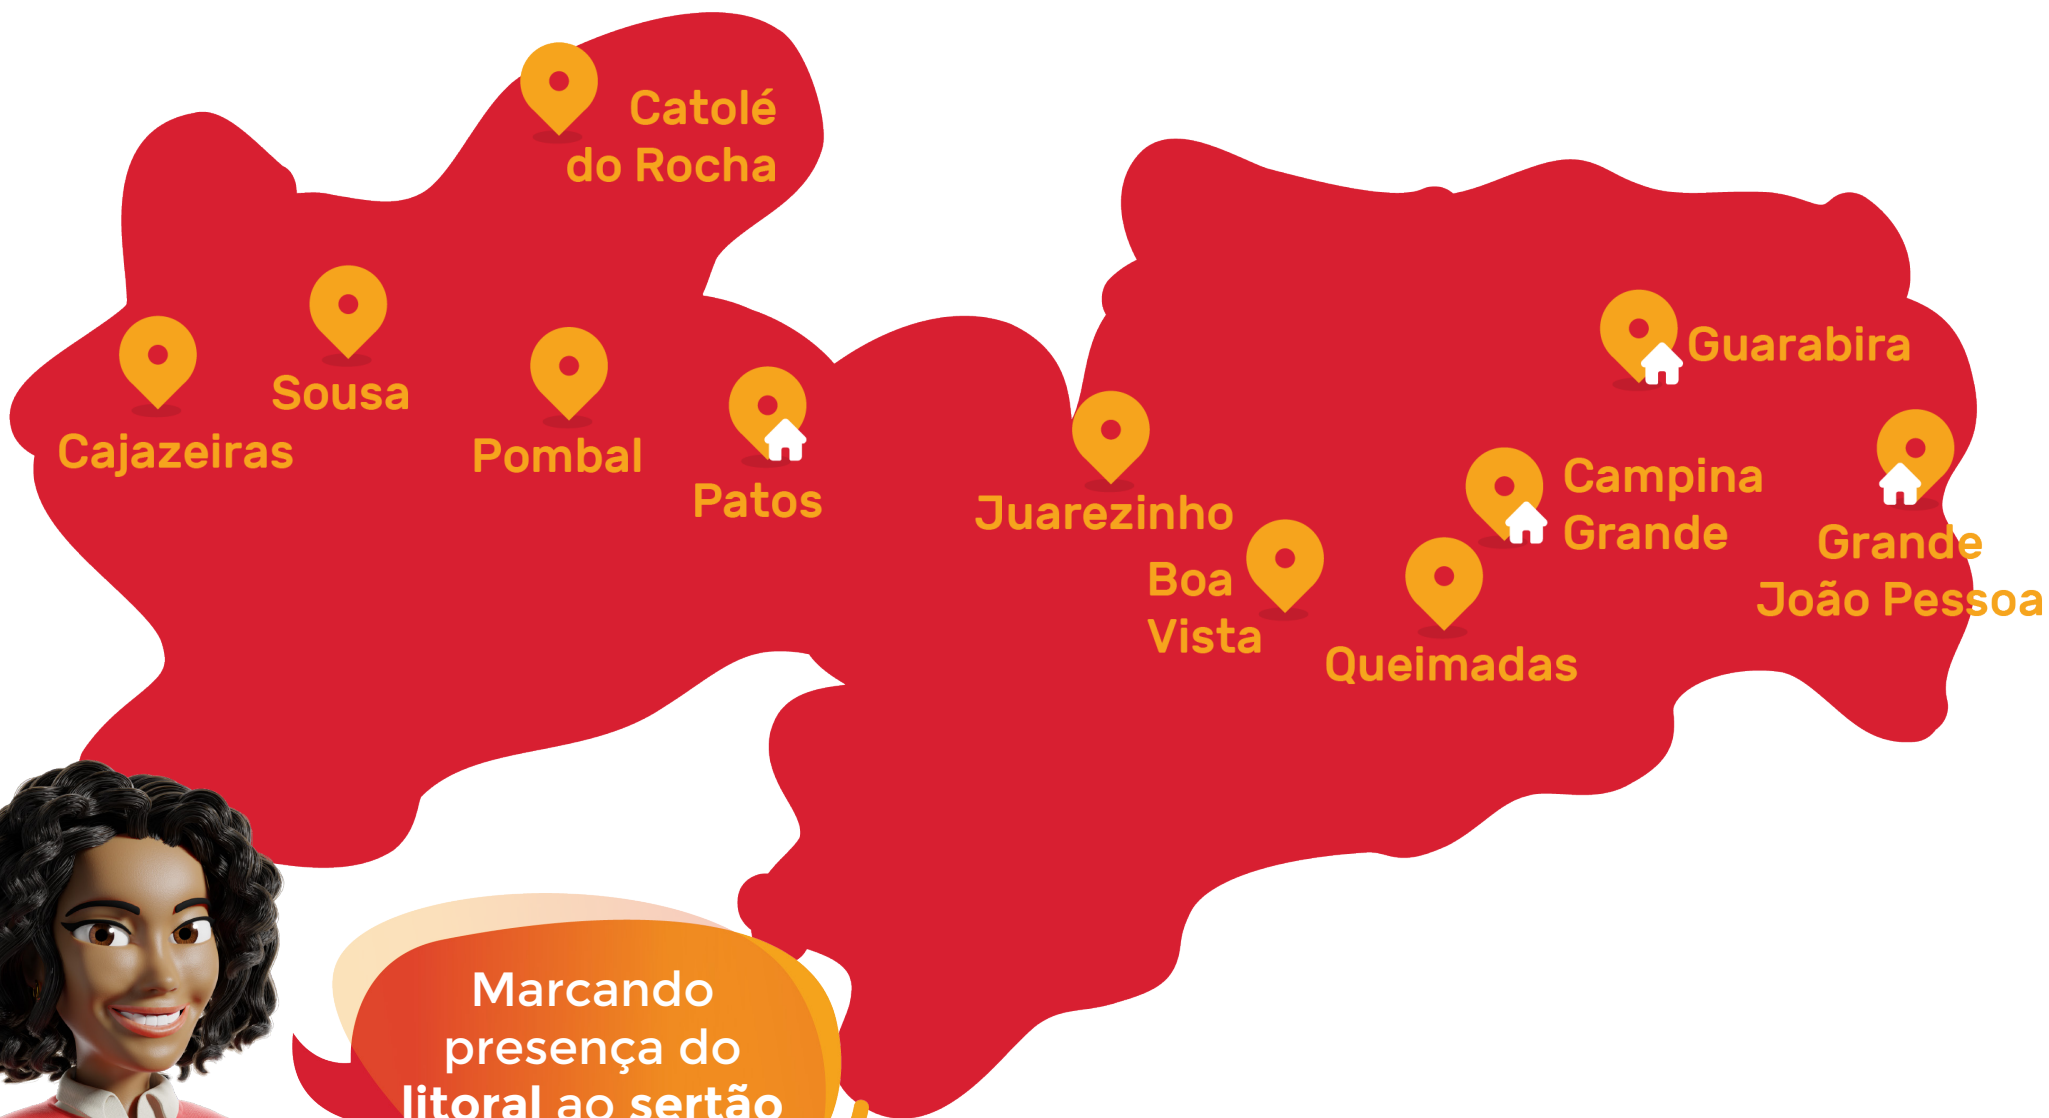 Catolé
do Rocha
Sousa
Cajazeiras
Pombal
Patos
Juarezinho
Boa
Vista
Queimadas
Campina
Grande
Guarabira
Grande
João Pessoa
Marcando
presença do
litoral ao sertão